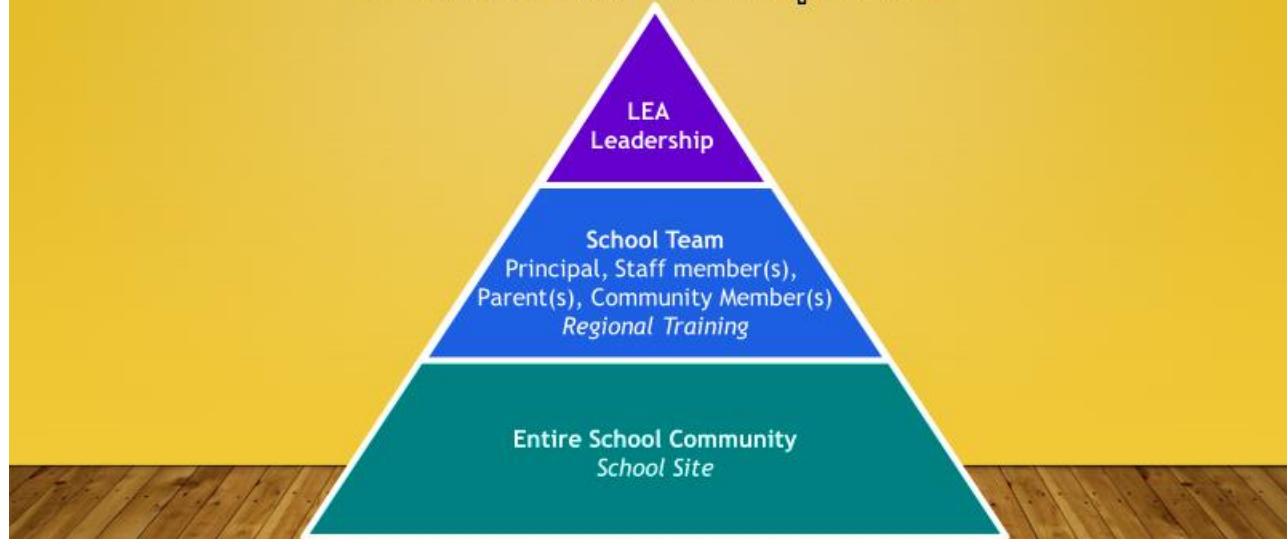 LEA
Leadership
School Team
Principal, Staff member(s),
Parent(s), Community Member(s)
Regional Training
Entire School Community
School Site